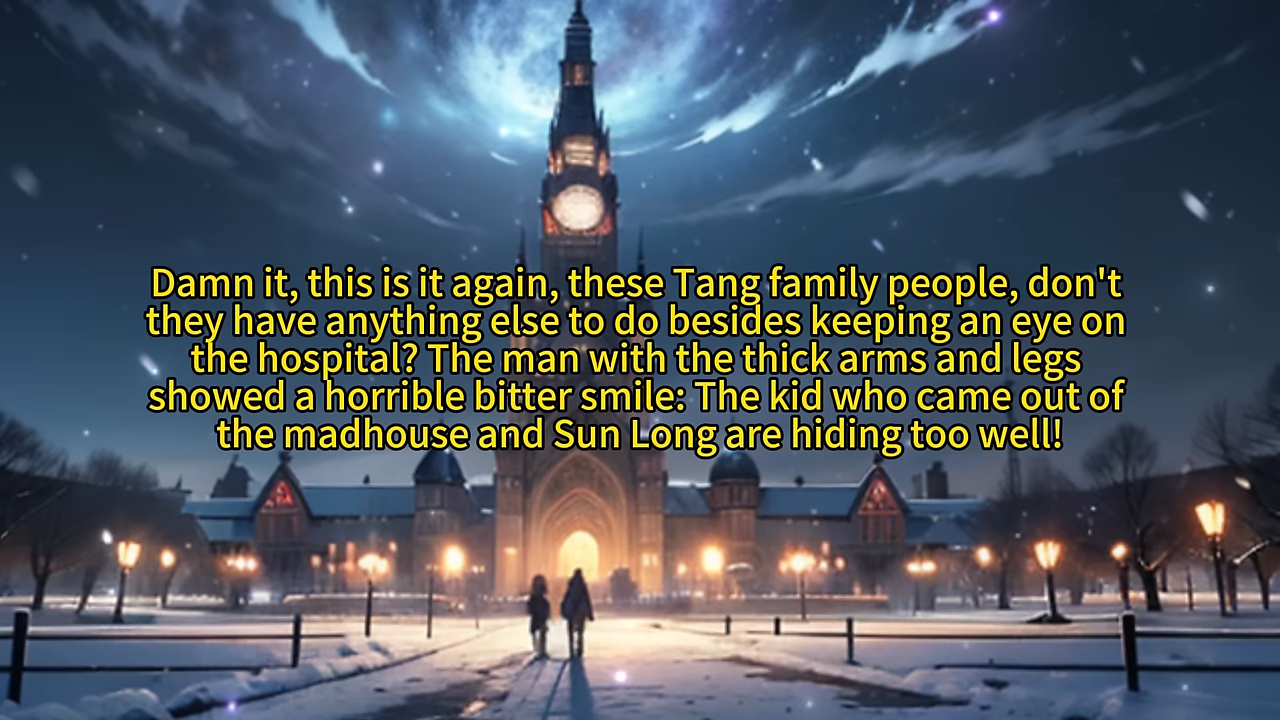 Damn it, this is it again, these Tang family people, don't
they have anything else to do besides keeping an eye on
the hospital? The man with the thick arms and legs
showed a horrible bitter smile: The kid who came out of
the madhouse and Sun Long are hiding too well!